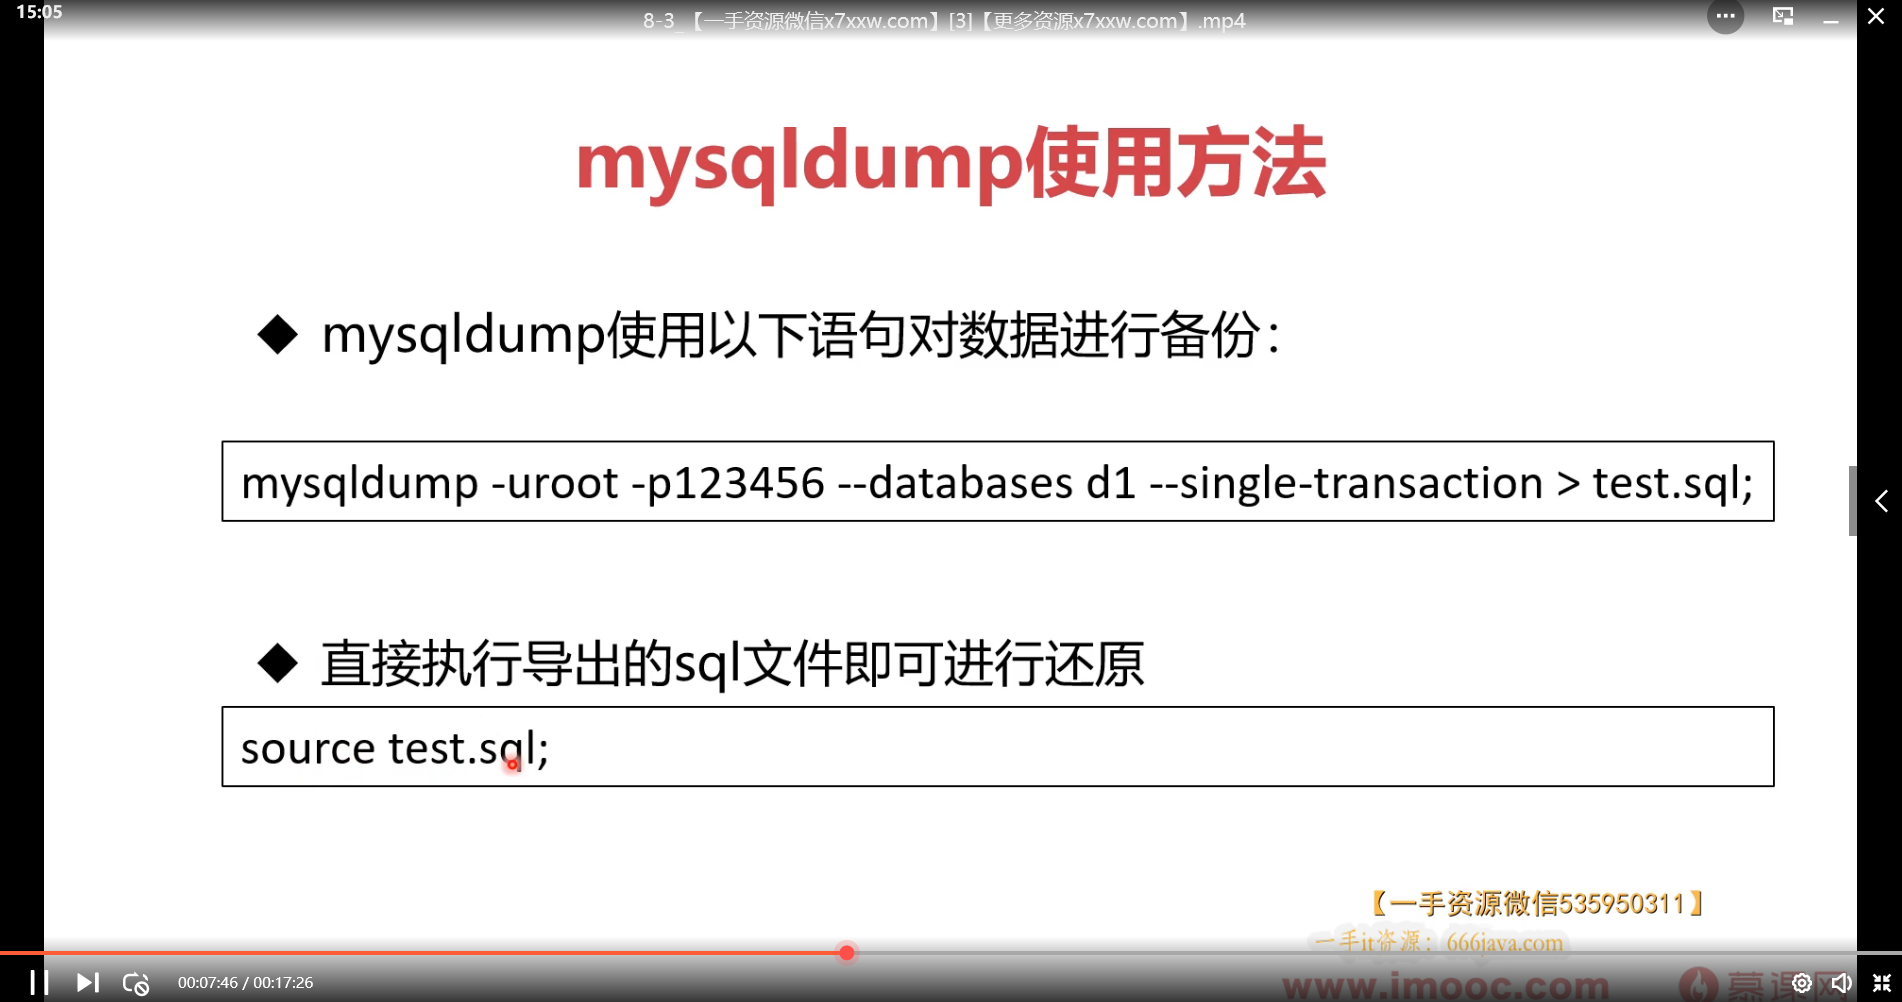 15:05
8-3_【一手资源微信x7xxw.com】[3]【更多资源x7xxw.com】.mp4
mysqldump使用方法
◆ mysqldump使用以下语句对数据进行备份：
mysqldump -uroot -p123456 --databases d1 --single-transaction > test.sql;
◆ 直接执行导出的sql文件即可进行还原
source test.sql;
【一手资源微信535950311】
一手it资源：666java.com
00:07:46 / 00:17:26
www.imooc.com 慕课网